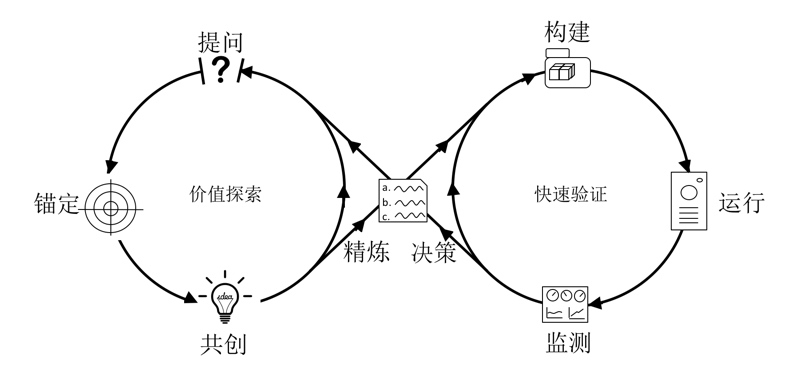 提问
构建
?
锚定
价值探索
a.
b.
c.
快速验证
运行
精炼
决策
idea
共创
监测